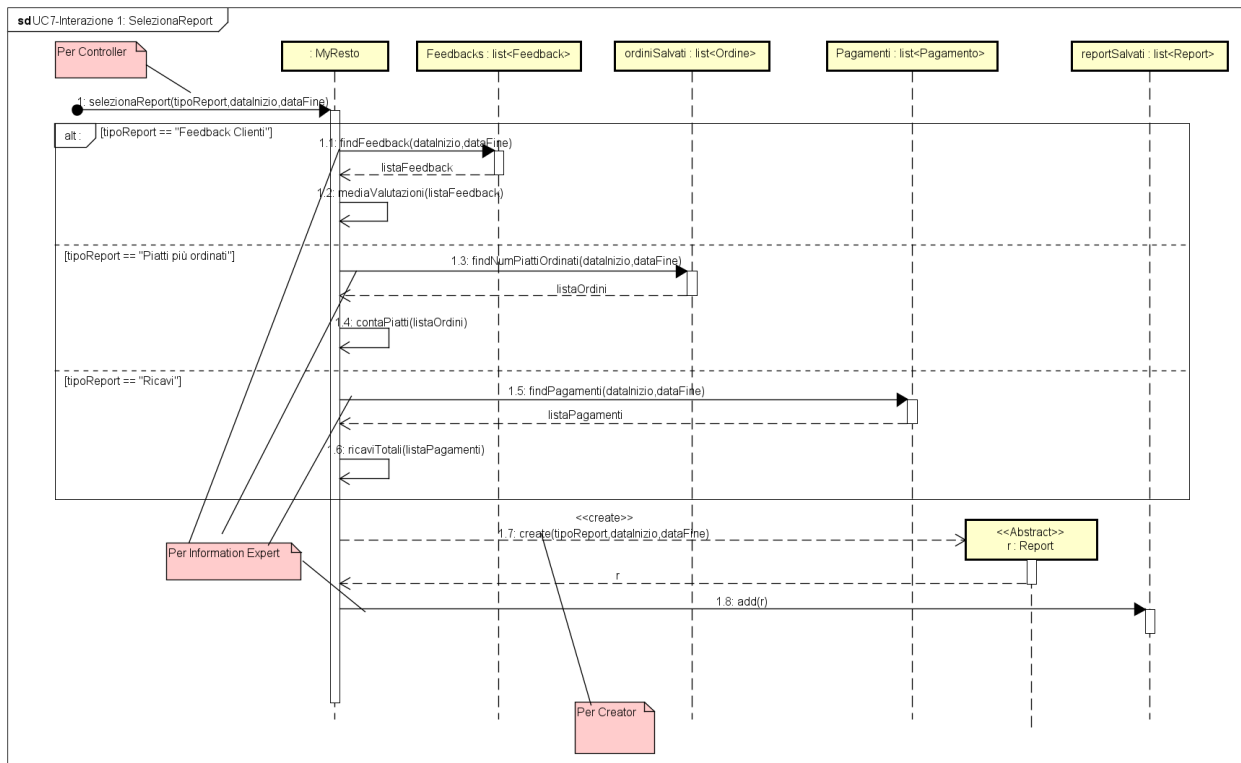 sd UC7-Interazione 1: SelezionaReport
Per Controller
: MyResto
Feedbacks : list<Feedback>
ordiniSalvati : list<Ordine>
Pagamenti : list<Pagamento>
reportSalvati : list<Report>
1: selezionaReport(tipoReport,dataInizio,dataFine)
alt :
[tipoReport == "Feedback Clienti"]
1.1: findFeedback(dataInizio,dataFine)
listaFeedback
1.2: mediaValutazioni(listaFeedback)
[tipoReport == "Piatti più ordinati"]
1.3: findNumPiattiOrdinati(dataInizio,dataFine)
listaOrdini
1.4: contaPiatti(listaOrdini)
[tipoReport == "Ricavi"]
1.5: findPagamenti(dataInizio,dataFine)
listaPagamenti
1.6: ricaviTotali(listaPagamenti)
<<create>>
1.7: create(tipoReport,dataInizio,dataFine)
<<Abstract>>
r : Report
Per Information Expert
r
1.8: add(r)
Per Creator